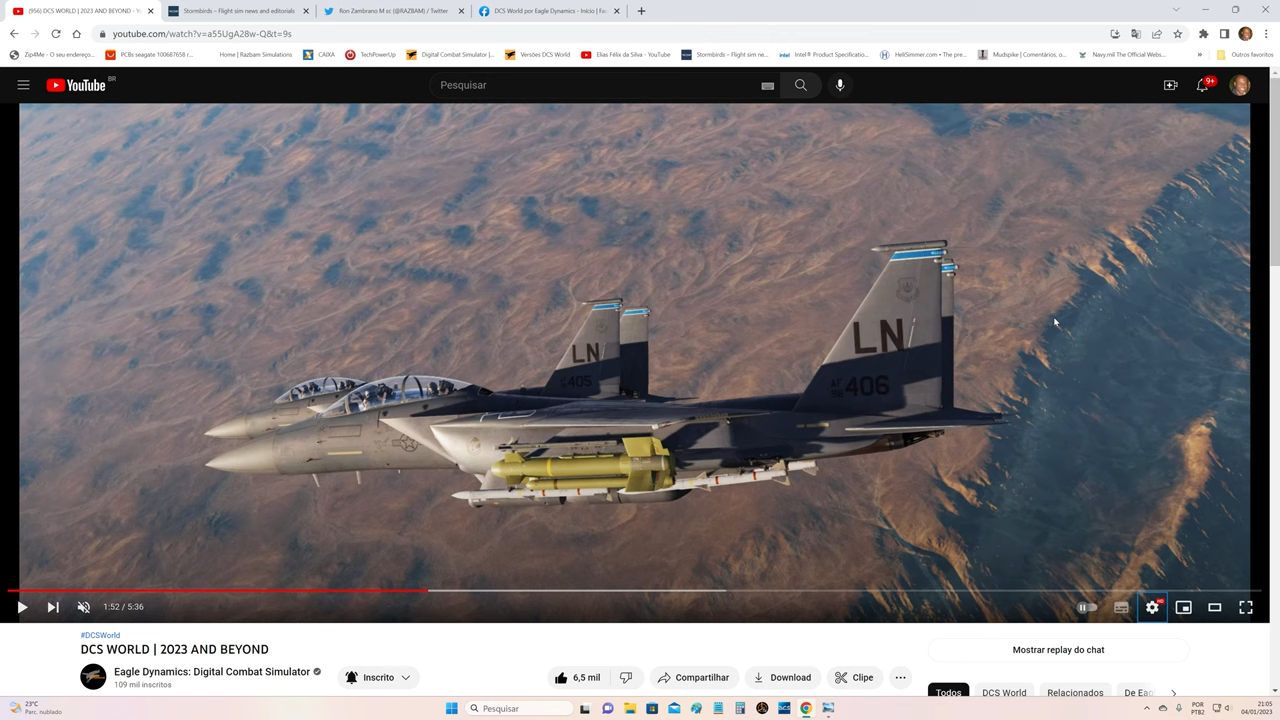 (956) DCS WORLD | 2023 AND BEYOND - Y
Stormbirds – Flight sim news and editorials
Ron Zambrano M sc (@RAZBAM) / Twitter
DCS World por Eagle Dynamics - Início | Fa
youtube.com/watch?v=a55UgA28w-Q&t=9s
Zip4Me - O seu endereço...
PCBs seagate 100687658 r...
Home | Razbam Simulations
CAIXA
TechPowerUp
Digital Combat Simulator |...
Versões DCS World
Elias Félix da Silva - YouTube
Stormbirds – Flight sim ne...
Intel® Product Specificatio...
HeliSimmer.com - The pre...
Mudspike | Comentários, o...
Navy.mil The Official Webs...
»
Outros favoritos
YouTube BR
Pesquisar
9+
LN
405
LN
AF
406
1:52 / 5:36
HD
#DCSWorld
DCS WORLD | 2023 AND BEYOND
Eagle Dynamics: Digital Combat Simulator
109 mil inscritos
Inscrito
6,5 mil
Compartilhar
Download
Clipe
Mostrar replay do chat
Todos
DCS World
Relacionados
De Eag
23°C
Parc. nublado
Pesquisar
POR
PTB2
21:05
04/01/2023